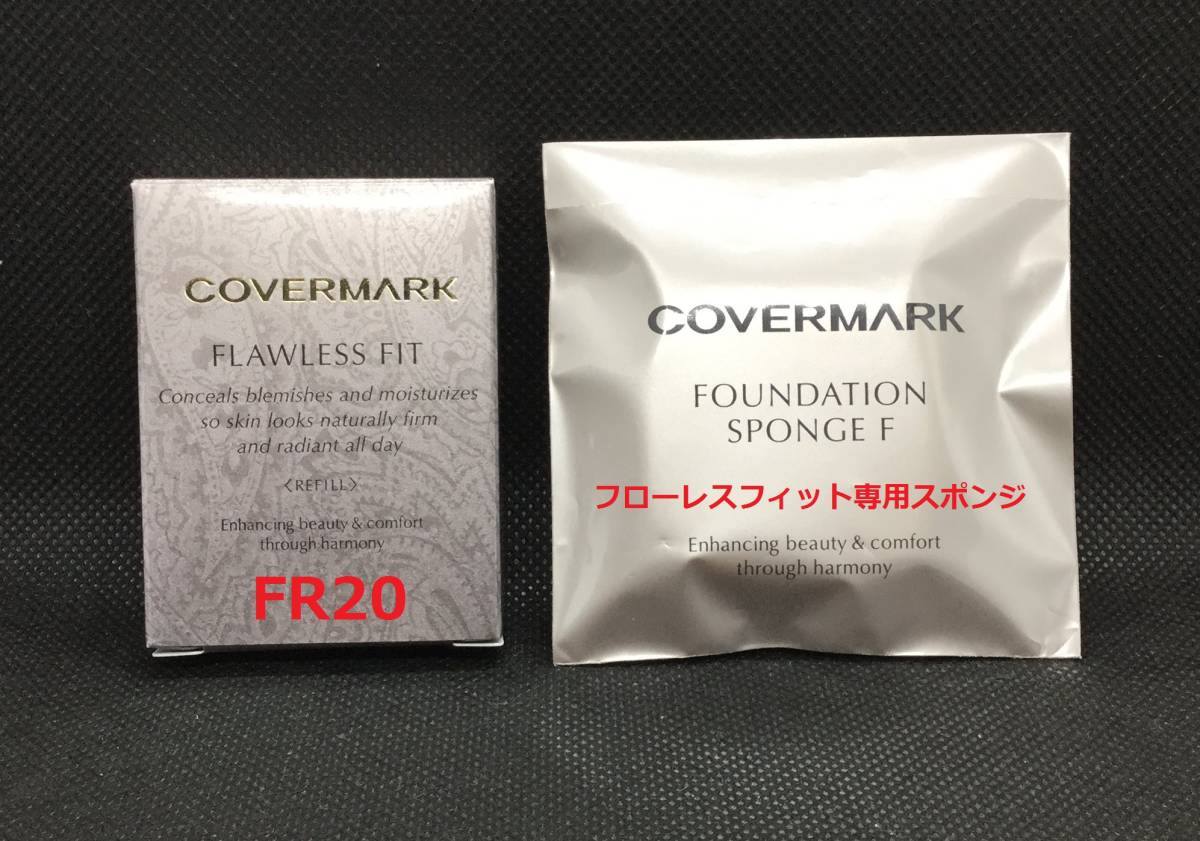 COVERMARK
FLAWLESS FIT
Conceals blemishes and moisturizes
so skin looks naturally firm
and radiant all day
<REFILL>
Enhancing beauty & comfort
through harmony
FR20
COVERMARK
FOUNDATION
SPONGE F
フローレスフィット専用スポンジ
Enhancing beauty & comfort
through harmony